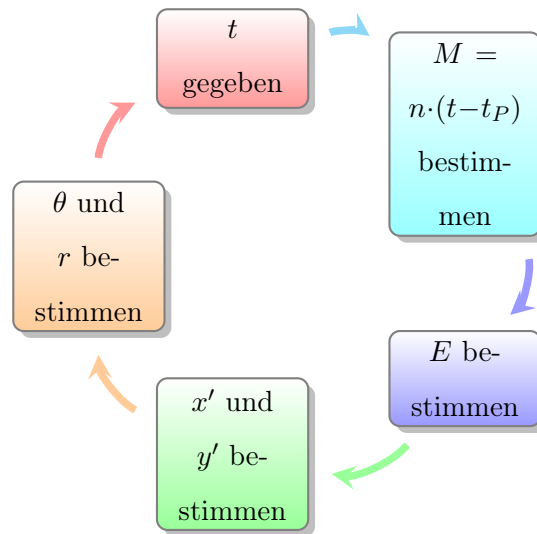 t
gegeben
M =
n·(t−t_P)
bestim-
men
E be-
stimmen
x′ und
y′ be-
stimmen
θ und
r be-
stimmen